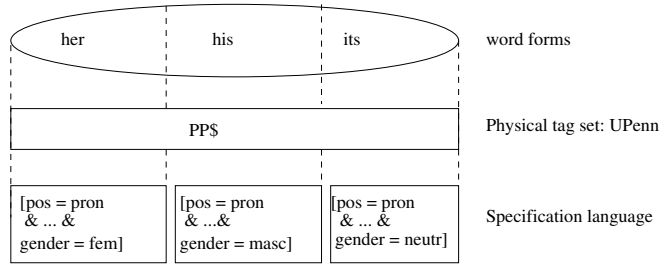 her his its word forms
PP$ Physical tag set: UPenn
[pos = pron
& ... &
gender = fem]
[pos = pron
& ...&
gender = masc]
[pos = pron
& ... &
gender = neutr]
Specification language